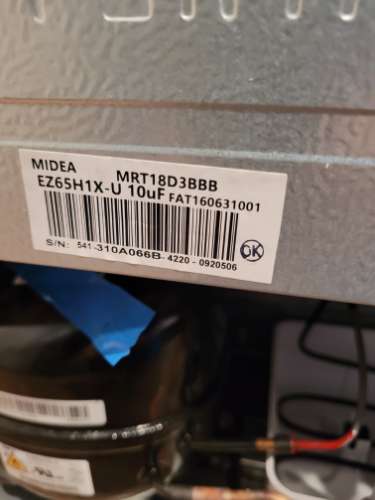 MIDEA MRT18D3BBB
EZ65H1X-U 10uF FAT160631001
S/N: 541-310A066B-4220-0920506
OK